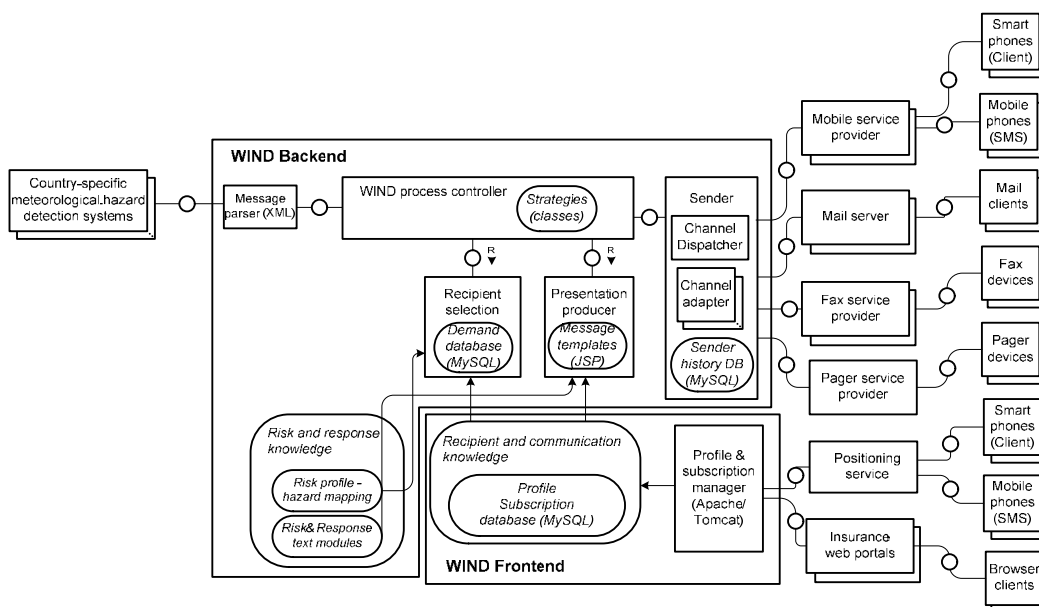 Country-specific
meteorological.hazard
detection systems
WIND Backend
Message
parser (XML)
WIND process controller
Strategies
(classes)
R
R
Recipient
selection
Demand
database
(MySQL)
Presentation
producer
Message
templates
(JSP)
Sender
Channel
Dispatcher
Channel
adapter
Sender
history DB
(MySQL)
Risk and response
knowledge
Risk profile -
hazard mapping
Risk& Response
text modules
Recipient and communication
knowledge
Profile
Subscription
database (MySQL)
Profile &
subscription
manager
(Apache/
Tomcat)
WIND Frontend
Mobile service
provider
Mail server
Fax service
provider
Pager service
provider
Positioning
service
Insurance
web portals
Smart
phones
(Client)
Mobile
phones
(SMS)
Mail
clients
Fax
devices
Pager
devices
Smart
phones
(Client)
Mobile
phones
(SMS)
Browser
clients